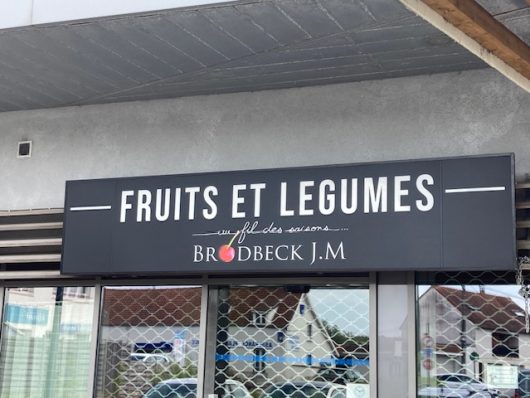 FRUITS ET LEGUMES
au fil des saisons...
BRODBECK J.M